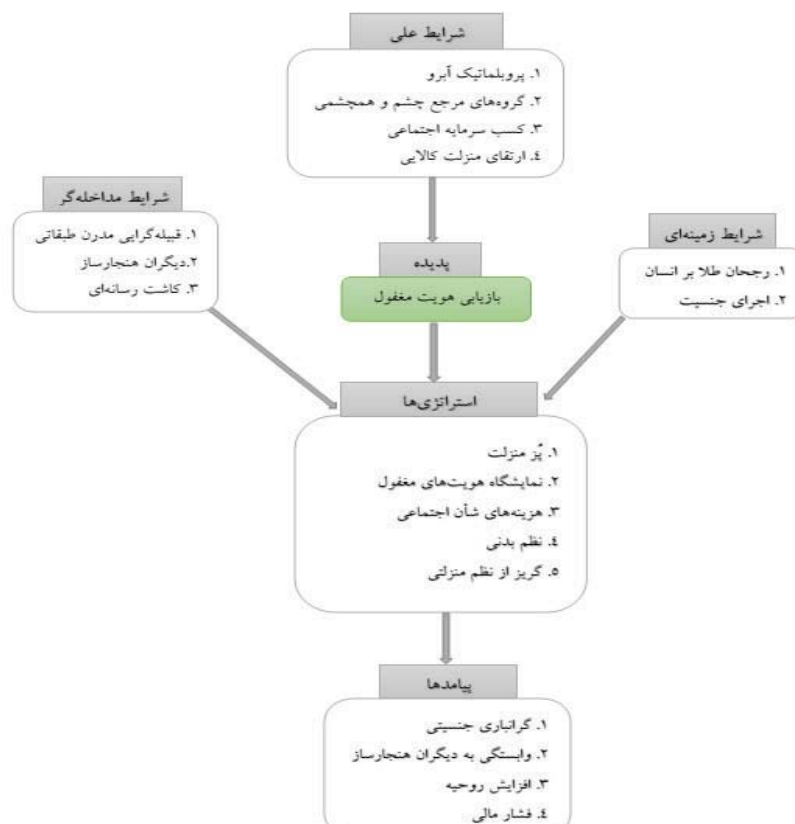 شرایط علی
۱. پروبلماتیک آبرو
۲. گروه‌های مرجع چشم و همچشمی
۳. کسب سرمایه اجتماعی
٤. ارتقای منزلت کالایی
شرایط مداخله‌گر
۱. قبیله‌گرایی مدرن طبقاتی
۲.دیگران هنجارساز
۳. کاشت رسانه‌ای
شرایط زمینه‌ای
۱. رجحان طلا بر انسان
۲. اجرای جنسیت
پدیده
بازیابی هویت مغفول
استراتژی‌ها
۱. پُز منزلت
۲. نمایشگاه هویت‌های مغفول
۳. هزینه‌های شأن اجتماعی
٤. نظم بدنی
٥. گریز از نظم منزلتی
پیامدها
۱. گرانباری جنسیتی
۲. وابستگی به دیگران هنجارساز
۳. افزایش روحیه
٤. فشار مالی